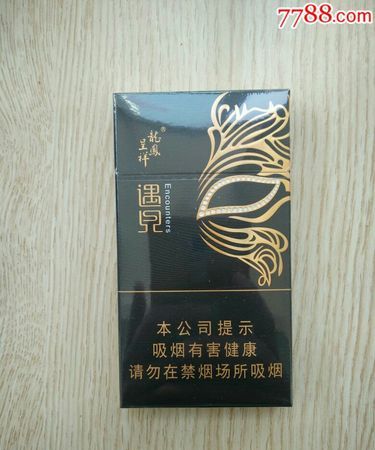 7788.com
龍鳳®
呈祥
遇見
Encounters
本公司提示
吸烟有害健康
请勿在禁烟场所吸烟